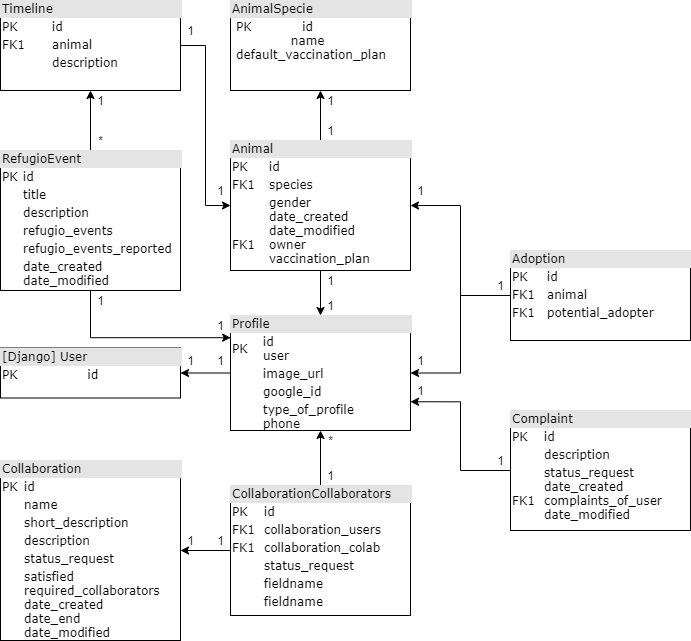 Timeline
PK id
FK1 animal
description
1
AnimalSpecie
PK id
name
default_vaccination_plan
1
*
1
1
RefugioEvent
PK id
title
description
refugio_events
refugio_events_reported
date_created
date_modified
1
1
Animal
PK id
FK1 species
gender
date_created
date_modified
FK1 owner
vaccination_plan
1
1
1
1
Adoption
PK id
FK1 animal
FK1 potential_adopter
1
1
Profile
PK id
user
image_url
google_id
type_of_profile
phone
1
1
[Django] User
PK id
1
1
Complaint
PK id
description
status_request
date_created
FK1 complaints_of_user
date_modified
*
1
Collaboration
PK id
name
short_description
description
status_request
satisfied
required_collaborators
date_created
date_end
date_modified
1
1
CollaborationCollaborators
PK id
FK1 collaboration_users
FK1 collaboration_colab
status_request
fieldname
fieldname